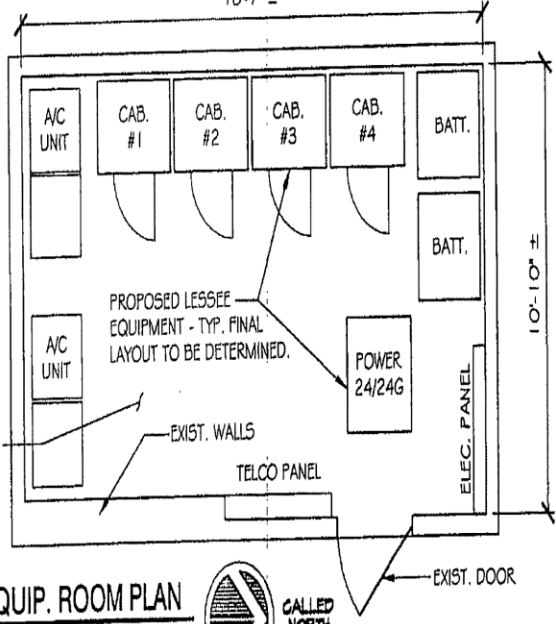 A/C
UNIT
CAB.
#1
CAB.
#2
CAB.
#3
CAB.
#4
BATT.
BATT.
10'-10" ±
PROPOSED LESSEE
EQUIPMENT - TYP. FINAL
LAYOUT TO BE DETERMINED.
A/C
UNIT
POWER
24/24G
ELEC. PANEL
EXIST. WALLS
TELCO PANEL
EXIST. DOOR
QUIP. ROOM PLAN
CALLED
NORTH